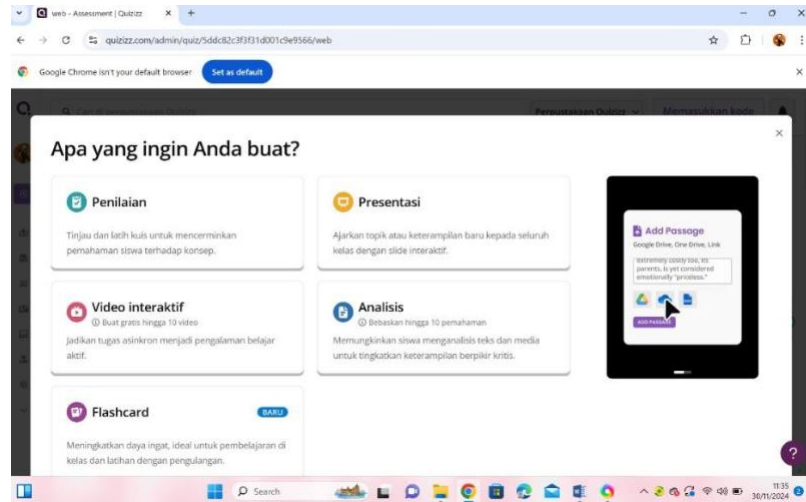 web - Assessment | Quizizz
quizizz.com/admin/quiz/5ddc82c3f3f31d001c9e9566/web
Google Chrome isn't your default browser
Set as default
Perpustakaan Quizizz
Memasukkan kode
Apa yang ingin Anda buat?
Penilaian
Tinjau dan latih kuis untuk mencerminkan
pemahaman siswa terhadap konsep.
Presentasi
Ajarkan topik atau keterampilan baru kepada seluruh
kelas dengan slide interaktif.
Video interaktif
Buat gratis hingga 10 video
Jadikan tugas asinkron menjadi pengalaman belajar
aktif.
Analisis
Bebaskan hingga 10 pemahaman
Memungkinkan siswa menganalisis teks dan media
untuk tingkatkan keterampilan berpikir kritis.
Flashcard
BARU
Meningkatkan daya ingat, ideal untuk pembelajaran di
kelas dan latihan dengan pengulangan.
Add Passage
Google Drive, One Drive, Link
extremely costly too, its
parents, is yet considered
emotionally "priceless."
ADD PASSAGE
?
Search
11:35
30/11/2024